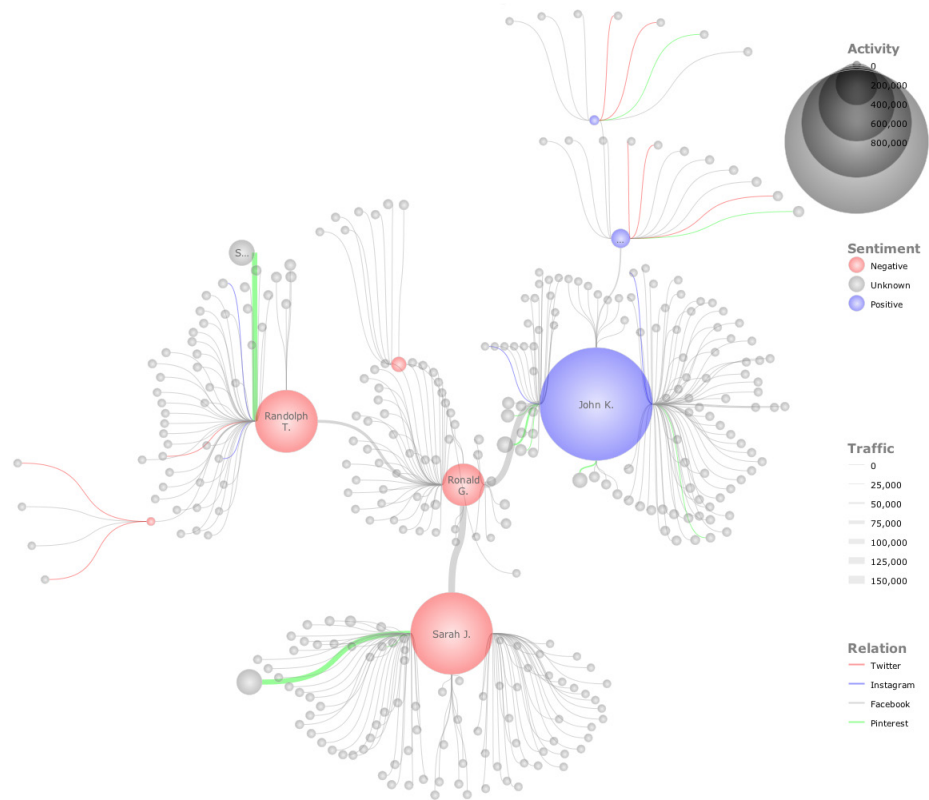 Activity
0
200,000
400,000
600,000
800,000
Sentiment
Negative
Unknown
Positive
S...
...
John K.
Randolph
T.
Ronald
G.
Sarah J.
Traffic
0
25,000
50,000
75,000
100,000
125,000
150,000
Relation
Twitter
Instagram
Facebook
Pinterest